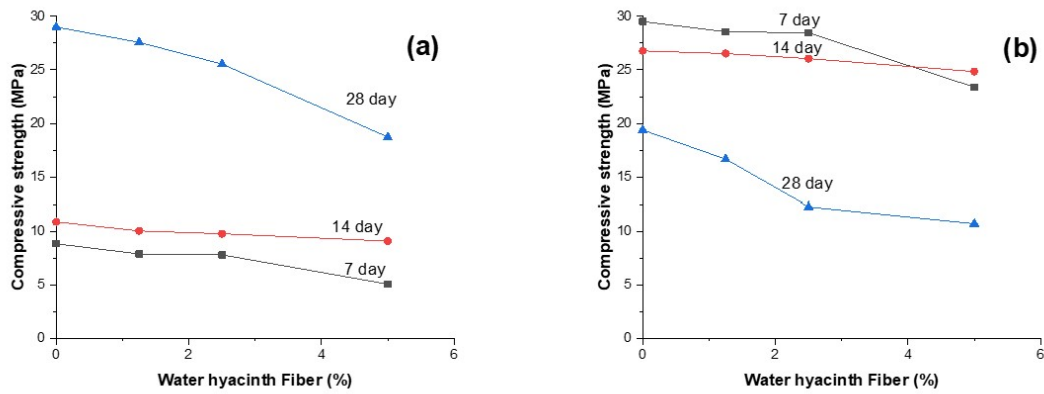 30
25
20
15
10
5
0
Compressive strength (MPa)
(a)
28 day
14 day
7 day
0
2
4
6
Water hyacinth Fiber (%)
30
25
20
15
10
5
0
Compressive strength (MPa)
7 day
14 day
(b)
28 day
0
2
4
6
Water hyacinth Fiber (%)